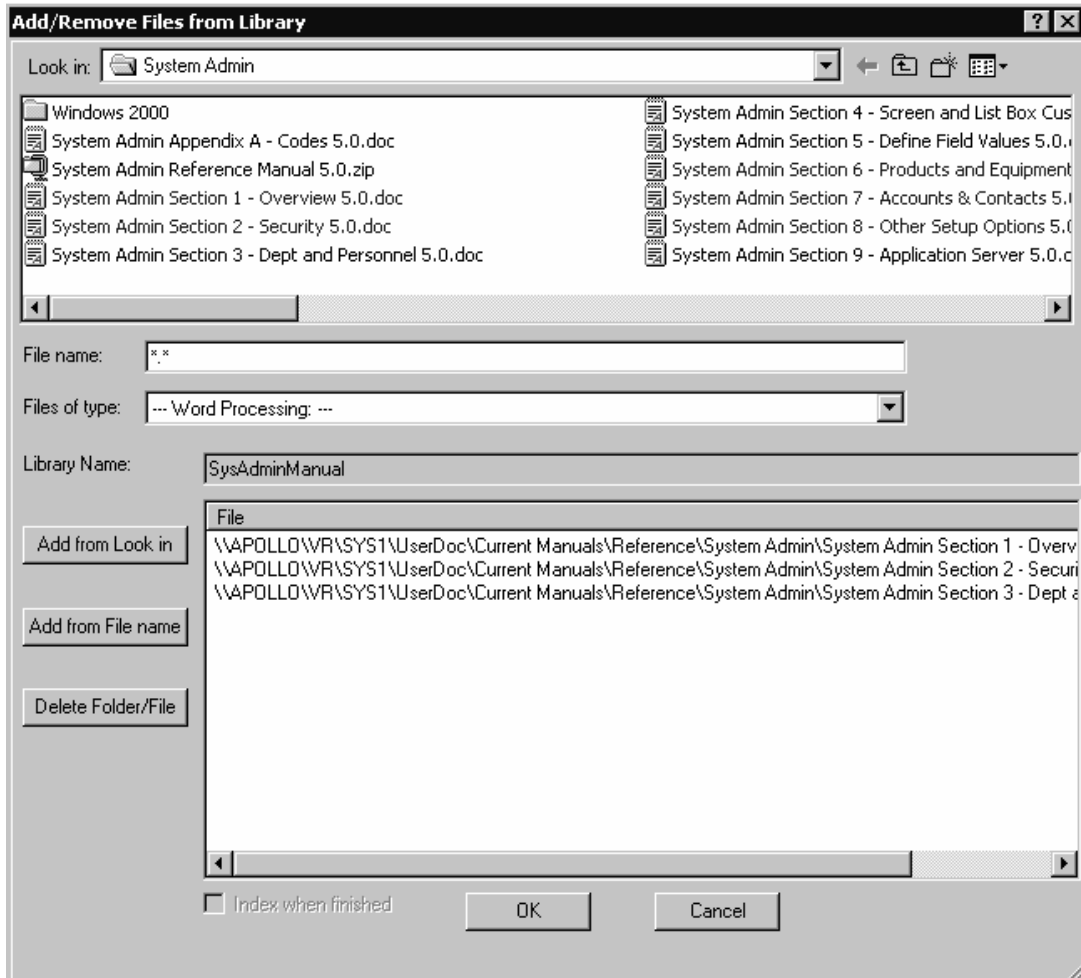 Add/Remove Files from Library
Look in: System Admin
Windows 2000
System Admin Appendix A - Codes 5.0.doc
System Admin Reference Manual 5.0.zip
System Admin Section 1 - Overview 5.0.doc
System Admin Section 2 - Security 5.0.doc
System Admin Section 3 - Dept and Personnel 5.0.doc
System Admin Section 4 - Screen and List Box Cus
System Admin Section 5 - Define Field Values 5.0.
System Admin Section 6 - Products and Equipment
System Admin Section 7 - Accounts & Contacts 5.
System Admin Section 8 - Other Setup Options 5.
System Admin Section 9 - Application Server 5.0.
File name: *.*
Files of type: --- Word Processing: ---
Library Name: SysAdminManual
File
Add from Look in
\\APOLLO\VR\SYS1\UserDoc\Current Manuals\Reference\System Admin\System Admin Section 1 - Overv
\\APOLLO\VR\SYS1\UserDoc\Current Manuals\Reference\System Admin\System Admin Section 2 - Securi
\\APOLLO\VR\SYS1\UserDoc\Current Manuals\Reference\System Admin\System Admin Section 3 - Dept a
Add from File name
Delete Folder/File
Index when finished
OK
Cancel